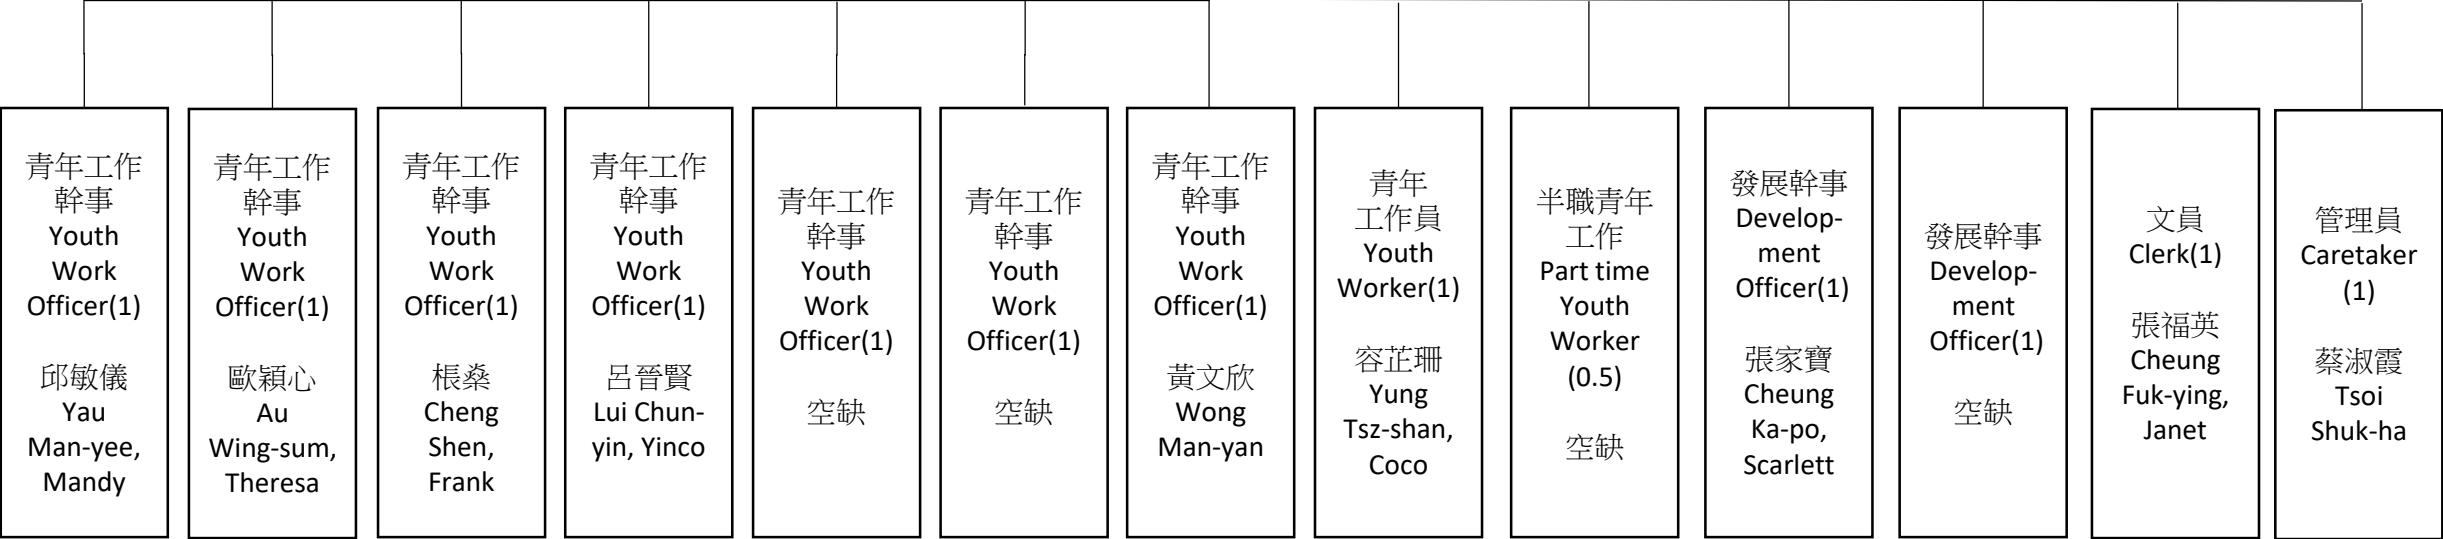 青年工作
幹事
Youth
Work
Officer(1)
邱敏儀
Yau
Man-yee,
Mandy
青年工作
幹事
Youth
Work
Officer(1)
歐穎心
Au
Wing-sum,
Theresa
青年工作
幹事
Youth
Work
Officer(1)
棖燊
Cheng
Shen,
Frank
青年工作
幹事
Youth
Work
Officer(1)
呂晉賢
Lui Chun-
yin, Yinco
青年工作
幹事
Youth
Work
Officer(1)
空缺
青年工作
幹事
Youth
Work
Officer(1)
空缺
青年工作
幹事
Youth
Work
Officer(1)
黃文欣
Wong
Man-yan
青年
工作員
Youth
Worker(1)
容芷珊
Yung
Tsz-shan,
Coco
半職青年
工作
Part time
Youth
Worker
(0.5)
空缺
發展幹事
Develop-
ment
Officer(1)
張家寶
Cheung
Ka-po,
Scarlett
發展幹事
Develop-
ment
Officer(1)
空缺
文員
Clerk(1)
張福英
Cheung
Fuk-ying,
Janet
管理員
Caretaker
(1)
蔡淑霞
Tsoi
Shuk-ha